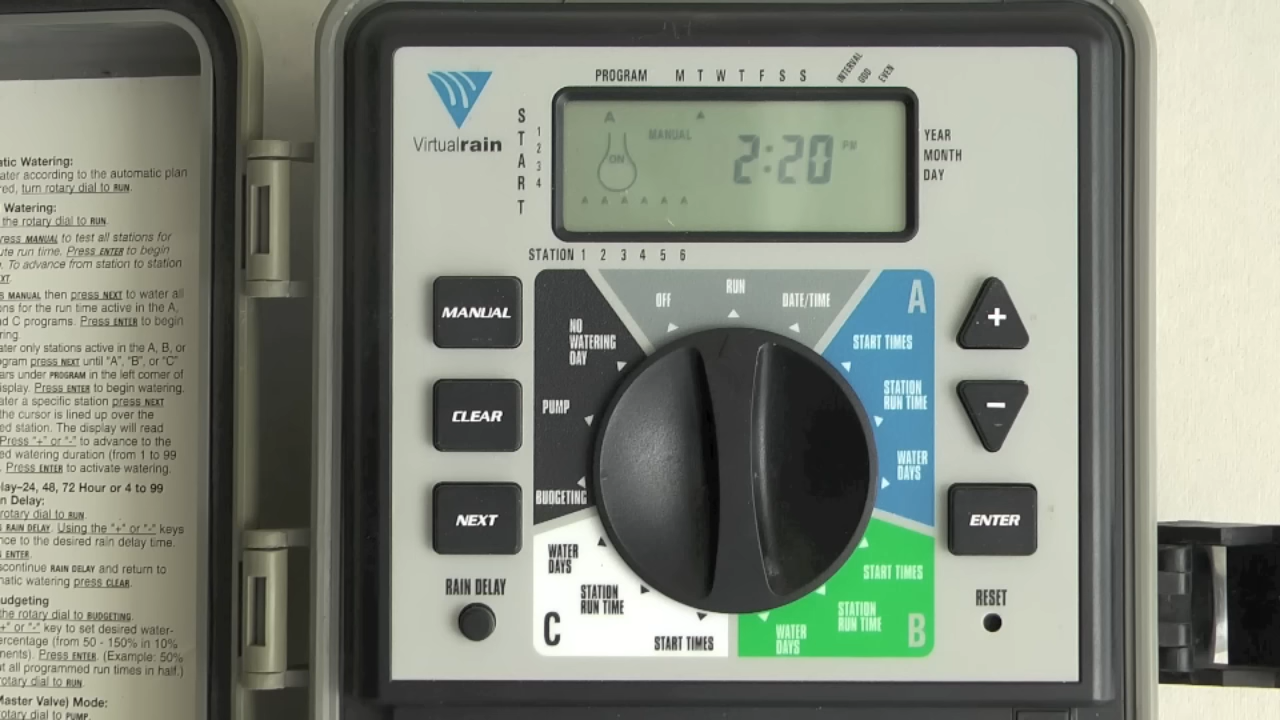 atic Watering:
ater according to the automatic plan
red, turn rotary dial to RUN.
Watering:
the rotary dial to RUN.
ress MANUAL to test all stations for
ute run time. Press ENTER to begin
. To advance from station to station
XT.
S MANUAL then press NEXT to water all
ons for the run time active in the A,
nd C programs. Press ENTER to begin
ring.
ater only stations active in the A, B, or
ogram press NEXT until "A", "B", or "C"
ars under PROGRAM in the left corner of
isplay. Press ENTER to begin watering.
ater a specific station press NEXT
the cursor is lined up over the
ed station. The display will read
Press "+" or "-" to advance to the
ed watering duration (from 1 to 99
. Press ENTER to activate watering.
elay–24, 48, 72 Hour or 4 to 99
n Delay:
rotary dial to RUN
S RAIN DELAY. Using the "+" or "-" keys
nce to the desired rain delay time.
ENTER.
scontinue RAIN DELAY and return to
matic watering press CLEAR.
udgeting
the rotary dial to BUDGETING.
"+" or "-" key to set desired water-
ercentage (from 50 - 150% in 10%
ments). Press ENTER. (Example: 50%
ut all programmed run times in half.)
rotary dial to RUN.
Master Valve) Mode:
rotary dial to PUMP.
Virtualrain
PROGRAM M T W T F S S INTERVAL ODD EVEN
START
1
2
3
4
A
MANUAL
ON
2:20 PM
YEAR
MONTH
DAY
STATION 1 2 3 4 5 6
MANUAL
CLEAR
NEXT
RAIN DELAY
OFF
RUN
DATE/TIME
NO
WATERING
DAY
PUMP
BUDGETING
A
START TIMES
STATION
RUN TIME
WATER
DAYS
START TIMES
STATION
RUN TIME
WATER
DAYS
B
WATER
DAYS
STATION
RUN TIME
START TIMES
C
+
-
ENTER
RESET